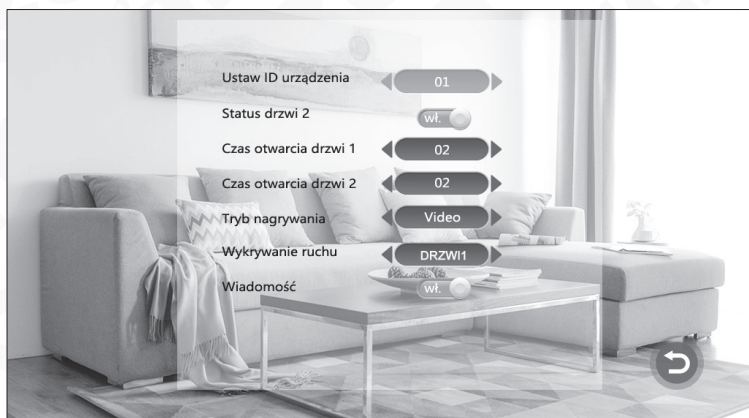 Ustaw ID urządzenia 01
Status drzwi 2 wł.
Czas otwarcia drzwi 1 02
Czas otwarcia drzwi 2 02
Tryb nagrywania Video
Wykrywanie ruchu DRZWI1
Wiadomość wł.